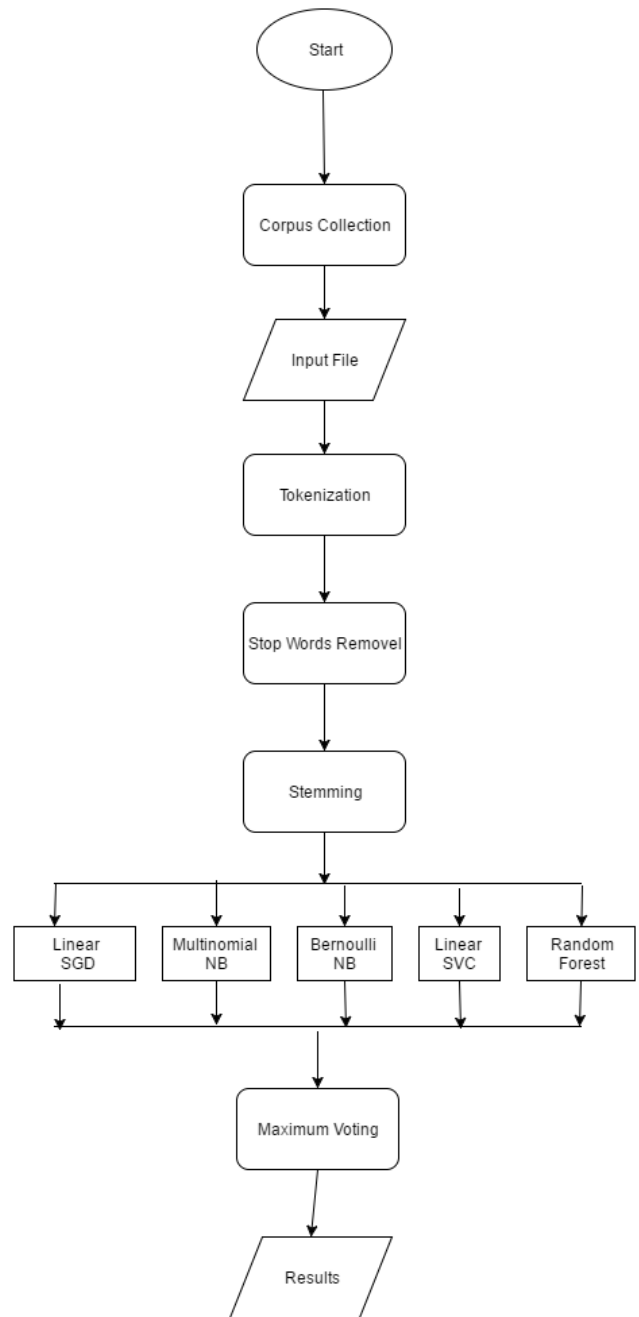 Start
Corpus Collection
Input File
Tokenization
Stop Words Removel
Stemming
Linear
SGD
Multinomial
NB
Bernoulli
NB
Linear
SVC
Random
Forest
Maximum Voting
Results